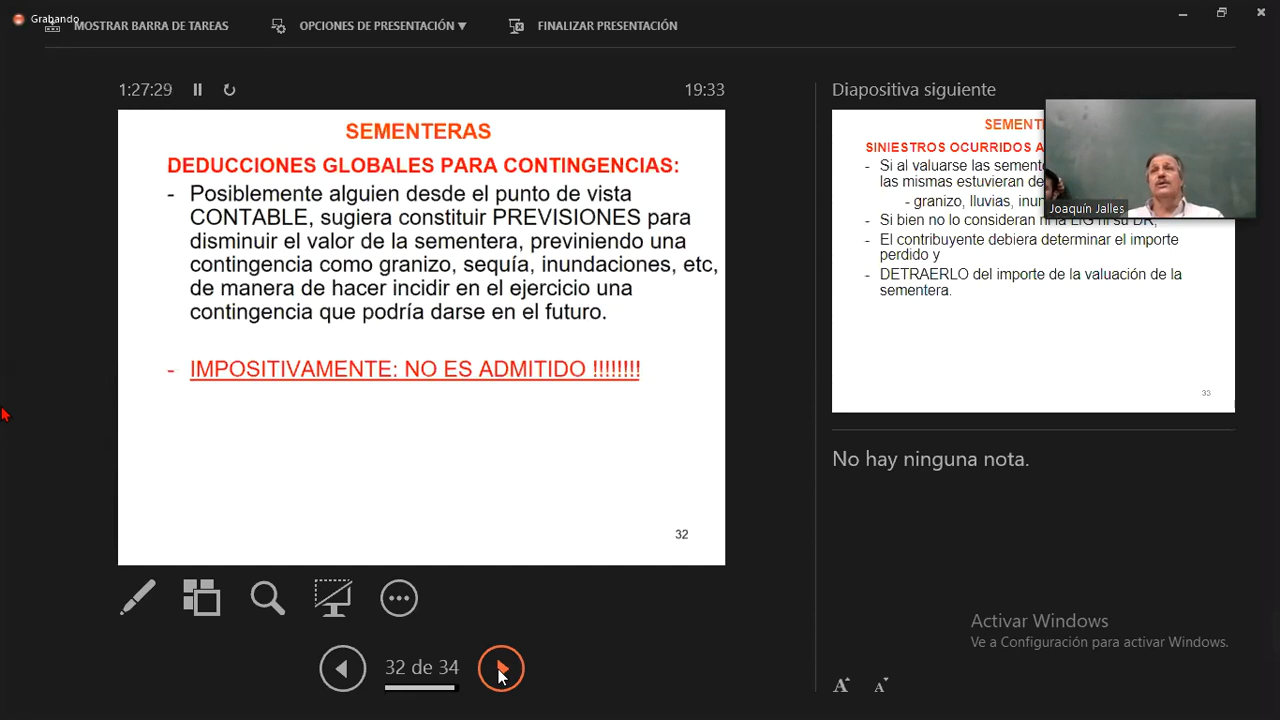 Grabando
MOSTRAR BARRA DE TAREAS
OPCIONES DE PRESENTACIÓN ▼
FINALIZAR PRESENTACIÓN
1:27:29
19:33
SEMENTERAS
DEDUCCIONES GLOBALES PARA CONTINGENCIAS:
- Posiblemente alguien desde el punto de vista
CONTABLE, sugiera constituir PREVISIONES para
disminuir el valor de la sementera, previniendo una
contingencia como granizo, sequía, inundaciones, etc,
de manera de hacer incidir en el ejercicio una
contingencia que podría darse en el futuro.
- IMPOSITIVAMENTE: NO ES ADMITIDO !!!!!!!!
32
32 de 34
Diapositiva siguiente
SEMENT
SINIESTROS OCURRIDOS A
- Si al valuarse las semente
las mismas estuvieran de
- granizo, lluvias, inun
- Si bien no lo consideran ni la LIG ni su DR,
- El contribuyente debiera determinar el importe
perdido y
- DETRAERLO del importe de la valuación de la
sementera.
33
Joaquín Jalles
No hay ninguna nota.
Activar Windows
Ve a Configuración para activar Windows.
A A